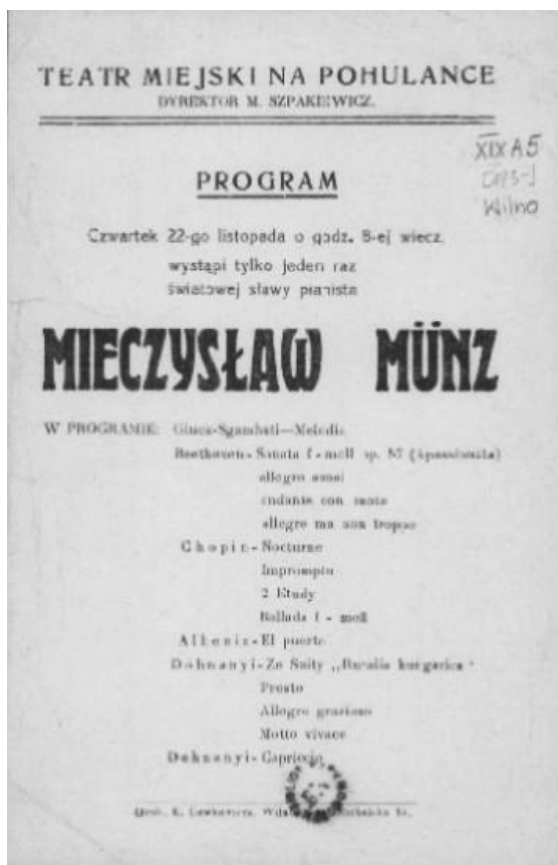 TEATR MIEJSKI NA POHULANCE
DYREKTOR M. SZPAKIEWICZ.
XIX A5
Wilno
PROGRAM
Czwartek 22-go listopada o godz. 8-ej wiecz.
wystąpi tylko jeden raz
światowej sławy pianista
MIECZYSŁAW MÜNZ
W PROGRAMIE: Gluck-Sgambati—Melodie
Beethoven - Sonata f - moll op. 57 (Apassionata)
allegro assai
andante con moto
allegro ma non troppo
Chopin - Nocturne
Impromptu
2 Etudy
Ballada f - moll
Albeniz - El puerto
Dohnanyi - Ze Suity „Ruralia hungarica"
Presto
Allegro grazioso
Molto vivace
Dohnanyi - Capriccio